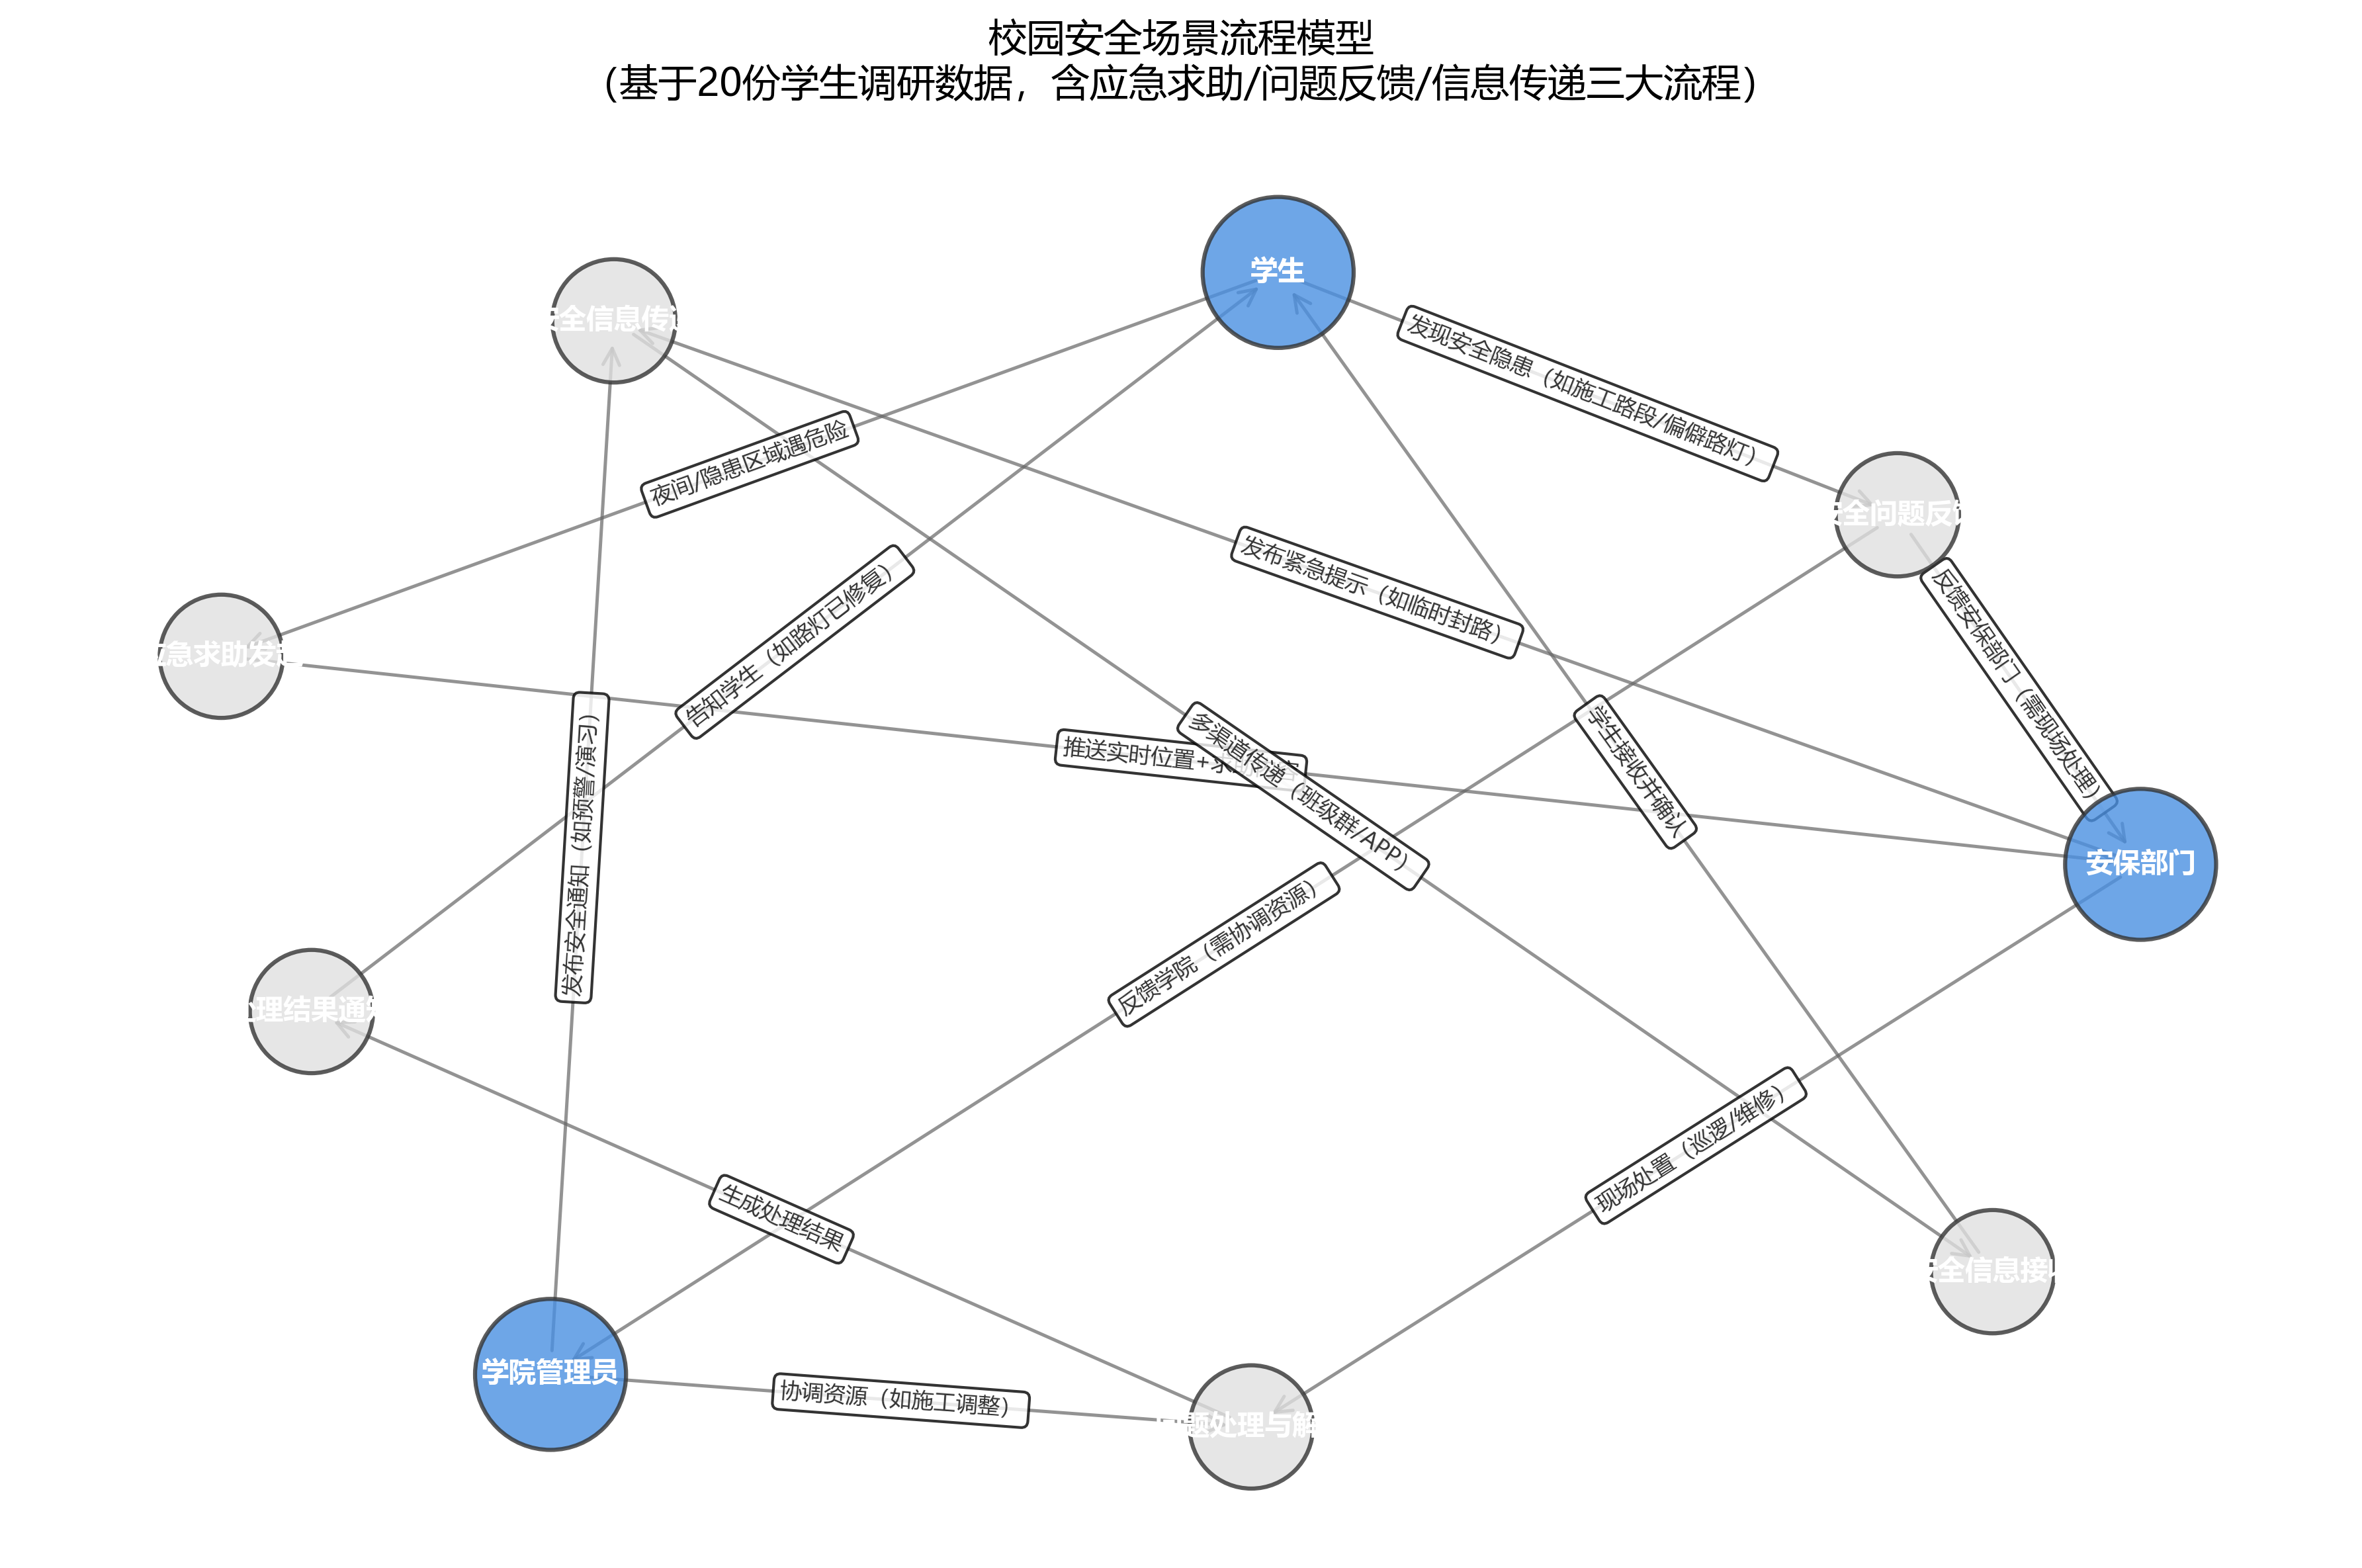 校园安全场景流程模型
（基于20份学生调研数据，含应急求助/问题反馈/信息传递三大流程）
学生
全信息传
发现安全隐患（如施工路段/偏僻路灯）
夜间/隐患区域遇危险
全问题反
发布紧急提示（如临时封路）
告知学生（如路灯已修复）
反馈安保部门（需现场处理）
急求助发
推送实时位置+
多渠道传递（班级群/APP）
学生接收并确认
发布安全通知（如预警/演习）
安保部门
反馈学院（需协调资源）
理结果通
现场处置（巡逻/维修）
生成处理结果
全信息接
学院管理员
协调资源（如施工调整）
题处理与解